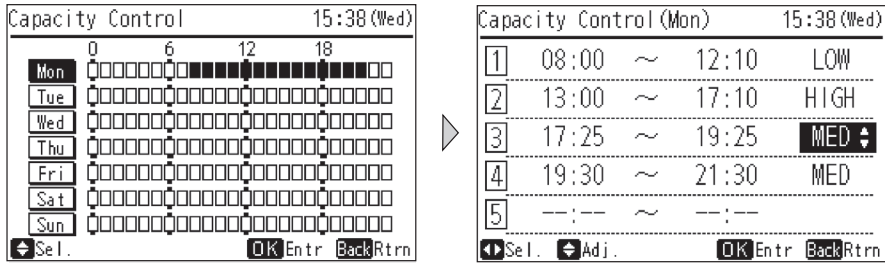 Capacity Control 15:38(Wed)
0 6 12 18
Mon
Tue
Wed
Thu
Fri
Sat
Sun
Sel. OK Entr Back Rtrn
Capacity Control(Mon) 15:38(Wed)
1 08:00 ～ 12:10 LOW
2 13:00 ～ 17:10 HIGH
3 17:25 ～ 19:25 MED
4 19:30 ～ 21:30 MED
5 --:-- ～ --:--
Sel. Adj. OK Entr Back Rtrn